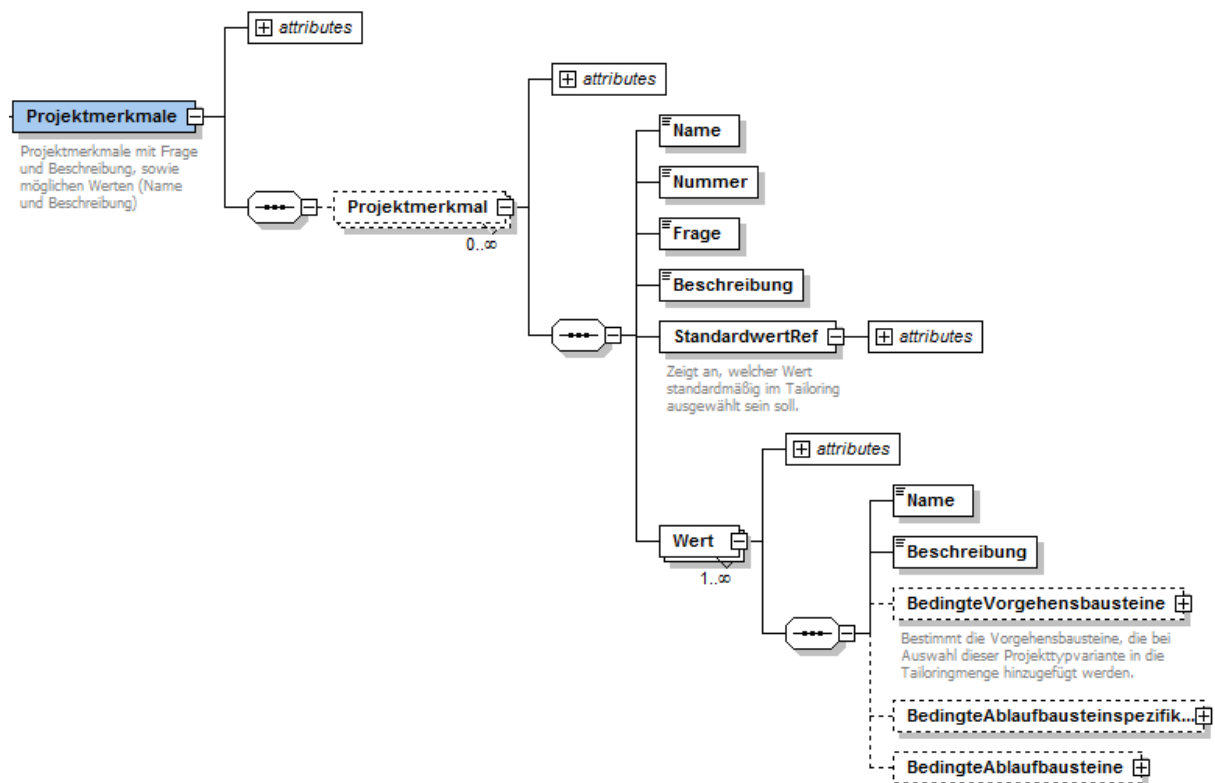 attributes
Projektmerkmale
Projektmerkmale mit Frage
und Beschreibung, sowie
möglichen Werten (Name
und Beschreibung)
Projektmerkmal
0..∞
attributes
Name
Nummer
Frage
Beschreibung
StandardwertRef
attributes
Zeigt an, welcher Wert
standardmäßig im Tailoring
ausgewählt sein soll.
Wert
1..∞
attributes
Name
Beschreibung
BedingteVorgehensbausteine
Bestimmt die Vorgehensbausteine, die bei
Auswahl dieser Projekttypvariante in die
Tailoringmenge hinzugefügt werden.
BedingteAblaufbausteinspezifik...
BedingteAblaufbausteine